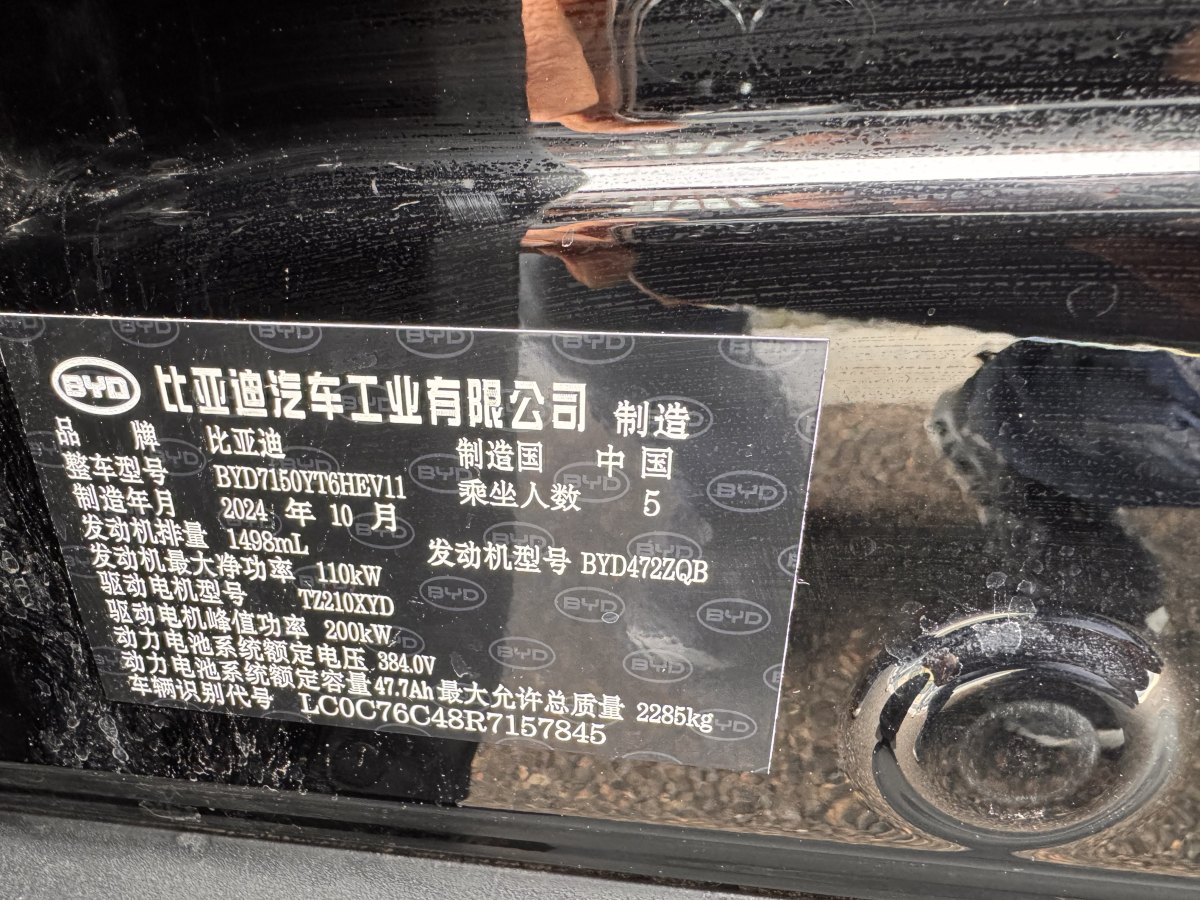 BYD 比亚迪汽车工业有限公司 制造
品 牌 比亚迪 制造国 中国
整车型号 BYD7150YT6HEV11 乘坐人数 5
制造年月 2024 年 10 月
发动机排量 1498mL 发动机型号 BYD472ZQB
发动机最大净功率 110kW
驱动电机型号 TZ210XYD
驱动电机峰值功率 200kW
动力电池系统额定电压 384.0V
动力电池系统额定容量 47.7Ah 最大允许总质量 2285kg
车辆识别代号 LC0C76C48R7157845